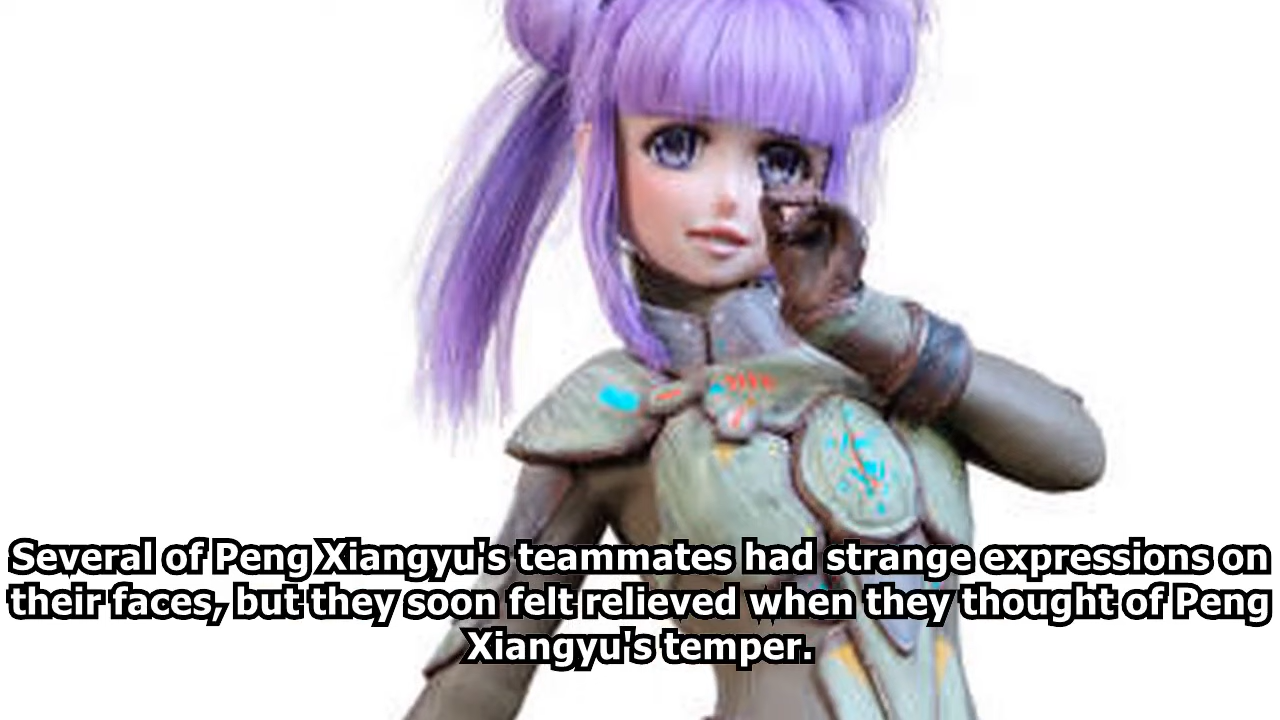 Several of Peng Xiangyu's teammates had strange expressions on
their faces, but they soon felt relieved when they thought of Peng
Xiangyu's temper.